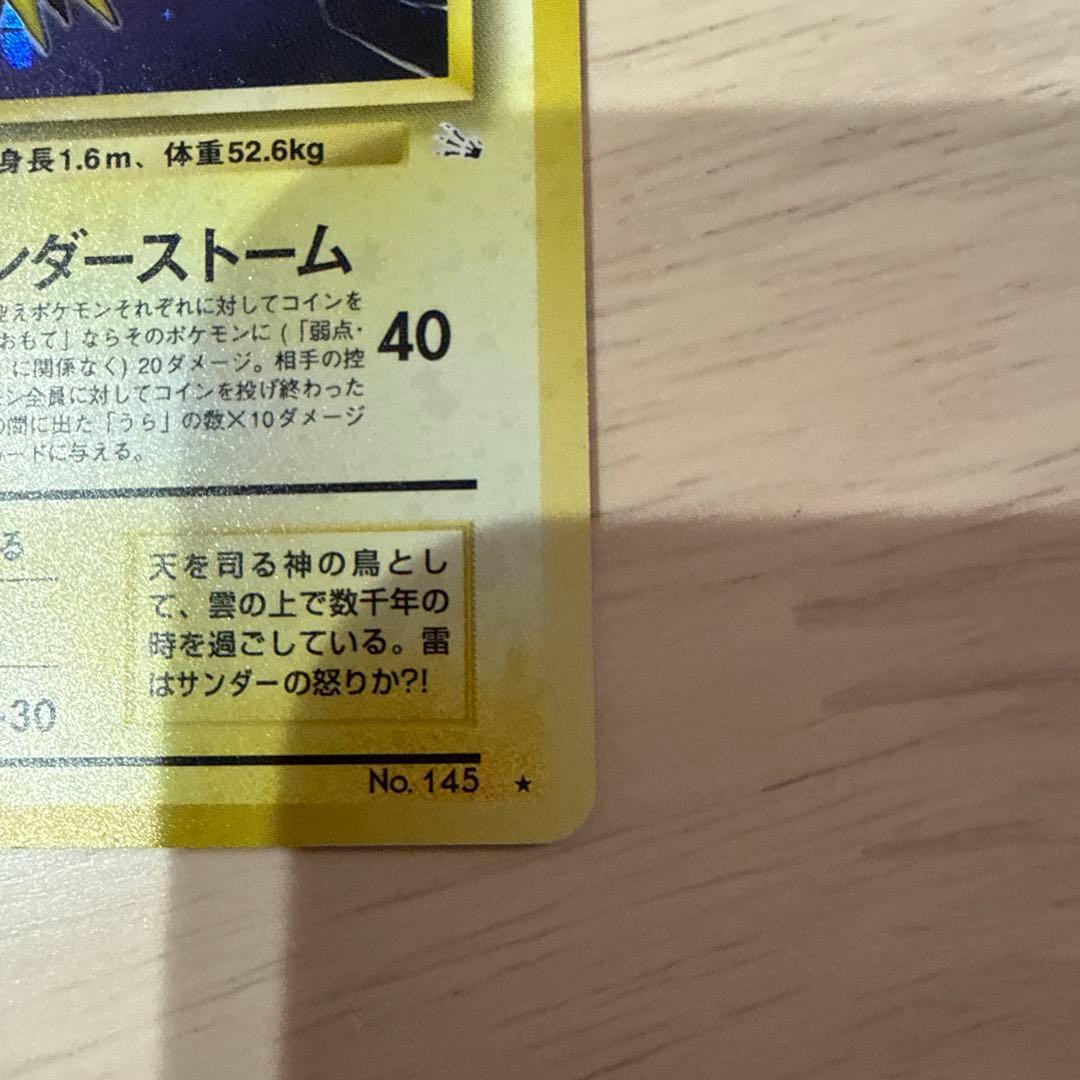 身長1.6m、体重52.6kg
ンダーストーム
控えポケモンそれぞれに対してコインを
おもて」ならそのポケモンに(「弱点・
に関係なく)20ダメージ。相手の控
ン全員に対してコインを投げ終わった
の間に出た「うら」の数×10ダメージ
ードに与える。
40
る
天を司る神の鳥とし
て、雲の上で数千年の
時を過ごしている。雷
はサンダーの怒りか?!
-30
No. 145 ★